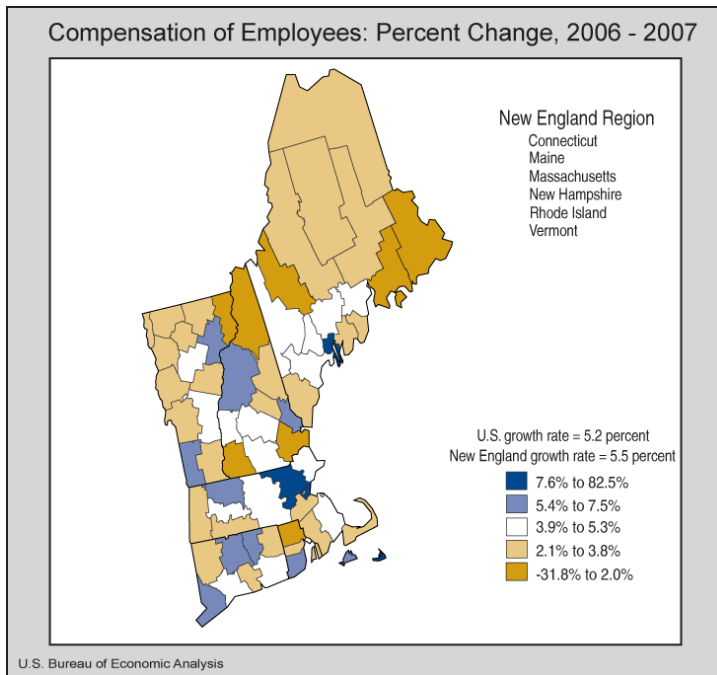 Compensation of Employees: Percent Change, 2006 - 2007
New England Region
Connecticut
Maine
Massachusetts
New Hampshire
Rhode Island
Vermont
U.S. growth rate = 5.2 percent
New England growth rate = 5.5 percent
7.6% to 82.5%
5.4% to 7.5%
3.9% to 5.3%
2.1% to 3.8%
-31.8% to 2.0%
U.S. Bureau of Economic Analysis